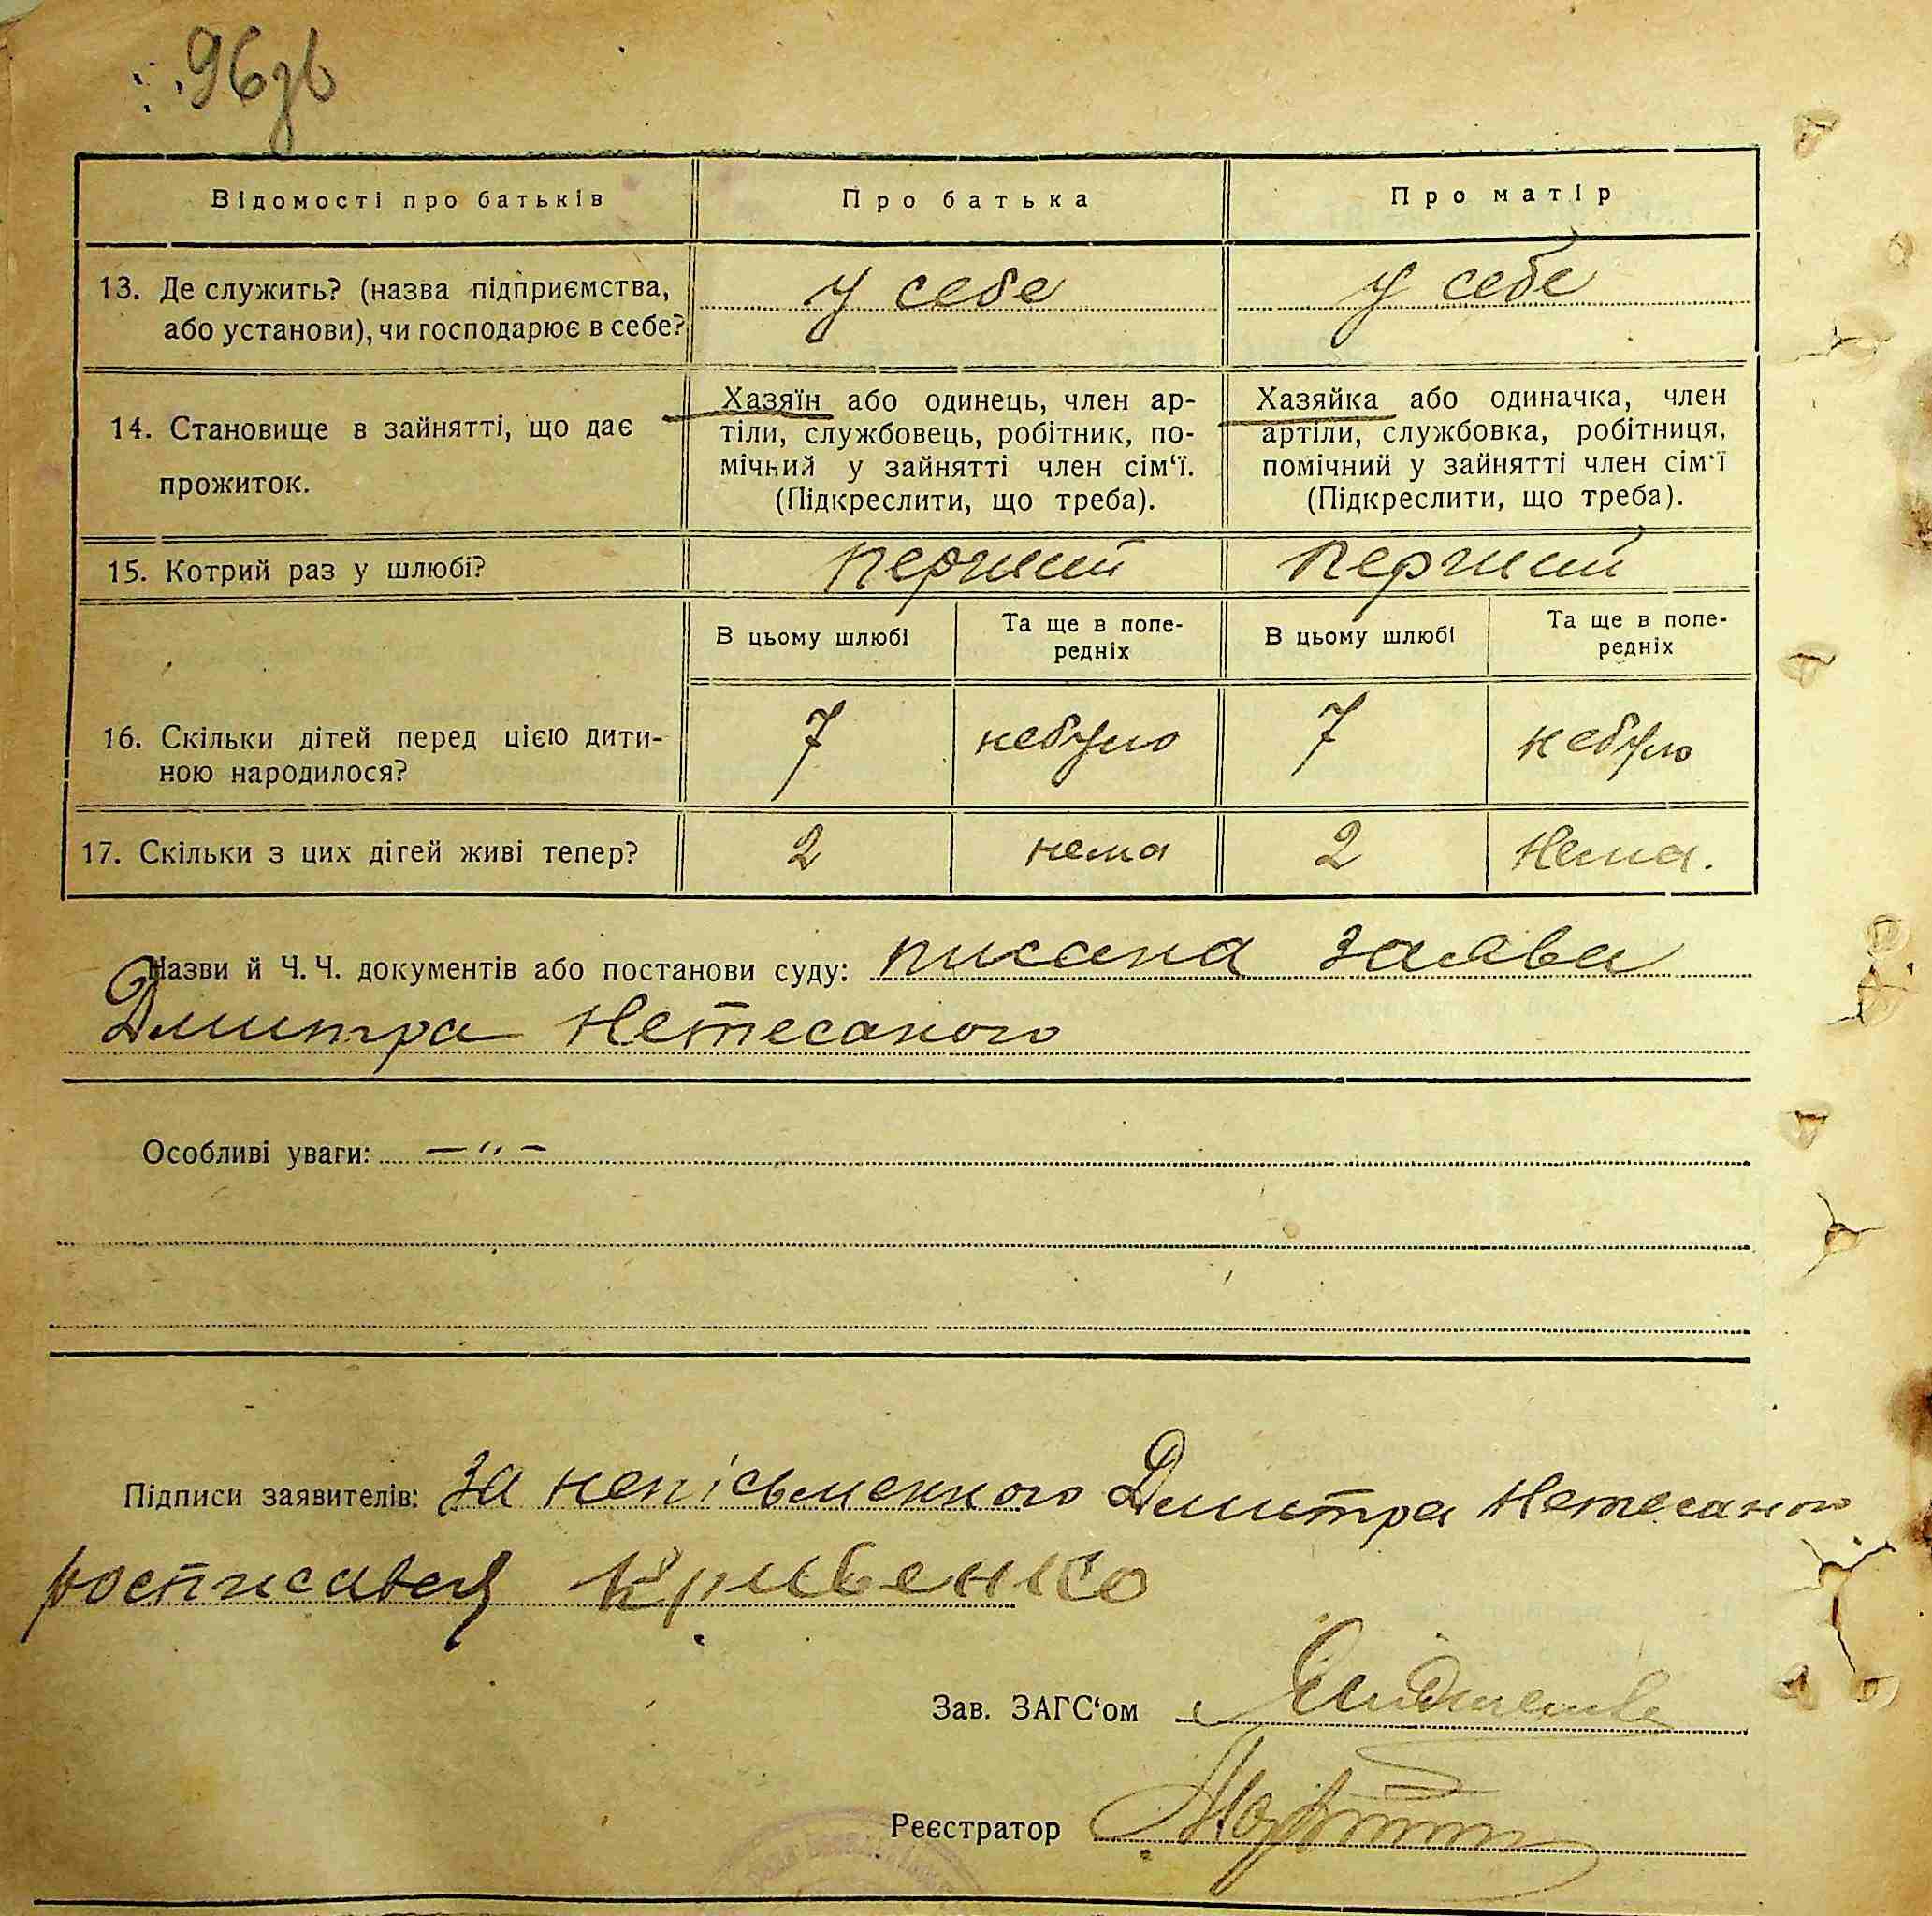 96зв
Відомості про батьків
Про батька
Про матір
13. Де служить? (назва підприємства,
або установи), чи господарює в себе?
у себе
у себе
14. Становище в зайнятті, що дає
прожиток.
Хазяїн або одинець, член ар-
тіли, службовець, робітник, по-
мічний у зайнятті член сім'ї.
(Підкреслити, що треба).
Хазяйка або одиначка, член
артіли, службовка, робітниця,
помічний у зайнятті член сім'ї
(Підкреслити, що треба).
15. Котрий раз у шлюбі?
перший
перший
В цьому шлюбі
Та ще в попе-
редніх
В цьому шлюбі
Та ще в попе-
редніх
16. Скільки дітей перед цією дити-
ною народилося?
7
небуло
7
небуло
17. Скільки з цих дітей живі тепер?
2
нема
2
Нема.
Назви й Ч. Ч. документів або постанови суду: писана заява
Дмитра Нетесаного
Особливі уваги: — „ —
Підписи заявителів: За непісьменного Дмитра Нетесаного
росписався Кривенко
Зав. ЗАГС'ом
Реєстратор